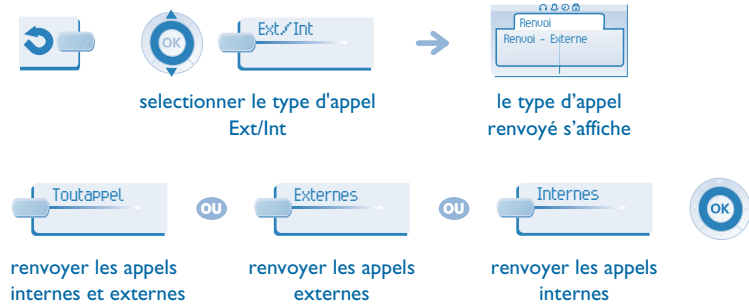 OK
Ext/Int
Renvoi
Renvoi - Externe
selectionner le type d'appel
Ext/Int
le type d’appel
renvoyé s’affiche
Toutappel
OU
Externes
OU
Internes
OK
renvoyer les appels
internes et externes
renvoyer les appels
externes
renvoyer les appels
internes